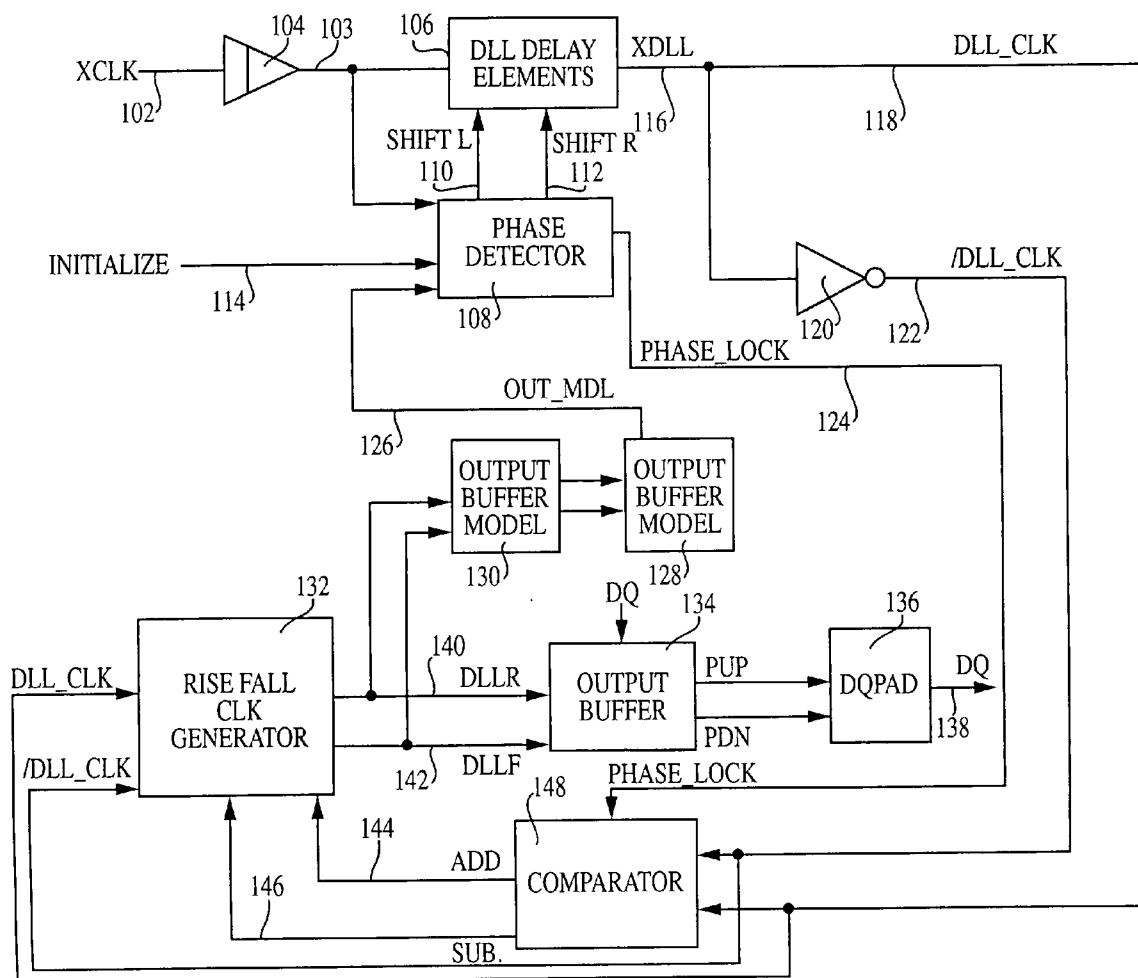 104
103
106
DLL DELAY
ELEMENTS
XDLL
DLL_CLK
XCLK
102
116
118
SHIFT L
SHIFT R
110
112
PHASE
DETECTOR
INITIALIZE
114
108
/DLL_CLK
120
122
PHASE_LOCK
124
OUT_MDL
126
OUTPUT
BUFFER
MODEL
OUTPUT
BUFFER
MODEL
130
128
132
DQ
134
136
DLL_CLK
RISE FALL
CLK
GENERATOR
140
DLLR
OUTPUT
BUFFER
PUP
DQPAD
DQ
138
PDN
/DLL_CLK
142
DLLF
PHASE_LOCK
148
144
ADD
COMPARATOR
146
SUB.